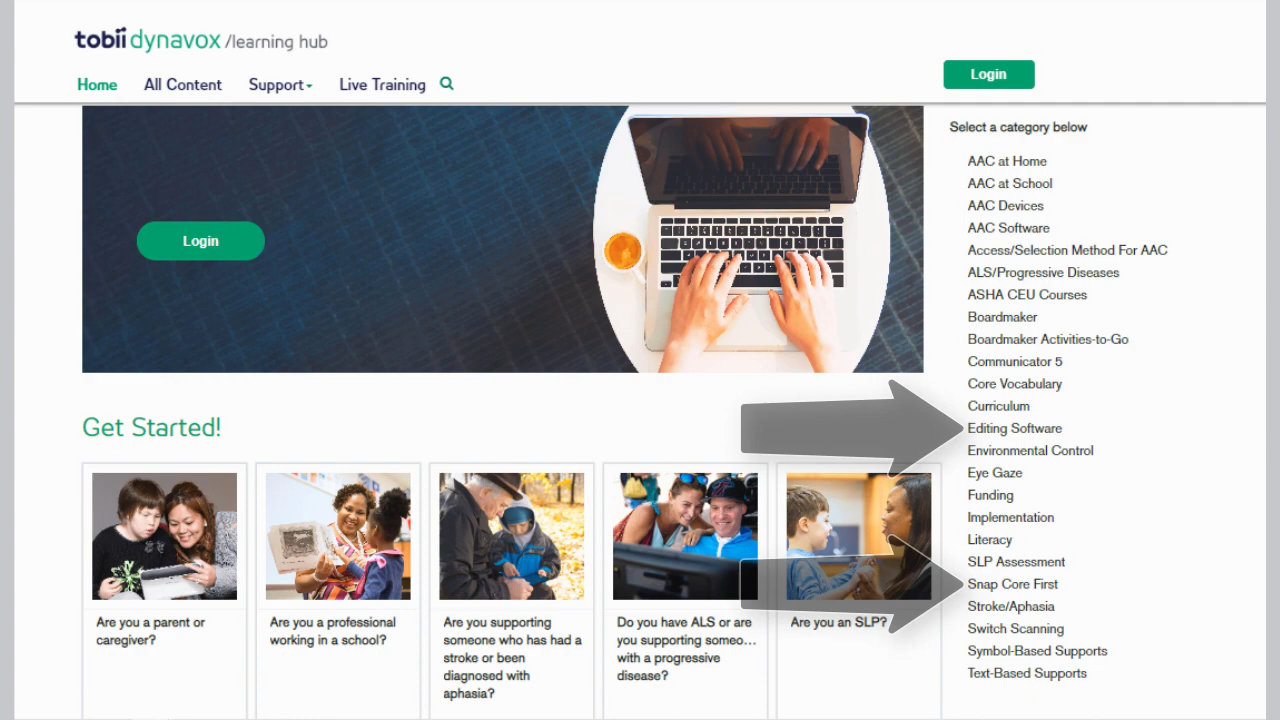 tobii dynavox /learning hub
Home All Content Support Live Training
Login
Login
Select a category below
AAC at Home
AAC at School
AAC Devices
AAC Software
Access/Selection Method For AAC
ALS/Progressive Diseases
ASHA CEU Courses
Boardmaker
Boardmaker Activities-to-Go
Communicator 5
Core Vocabulary
Curriculum
Editing Software
Environmental Control
Eye Gaze
Funding
Implementation
Literacy
SLP Assessment
Snap Core First
Stroke/Aphasia
Switch Scanning
Symbol-Based Supports
Text-Based Supports
Get Started!
Are you a parent or
caregiver?
Are you a professional
working in a school?
Are you supporting
someone who has had a
stroke or been
diagnosed with
aphasia?
Do you have ALS or are
you supporting someo...
with a progressive
disease?
Are you an SLP?